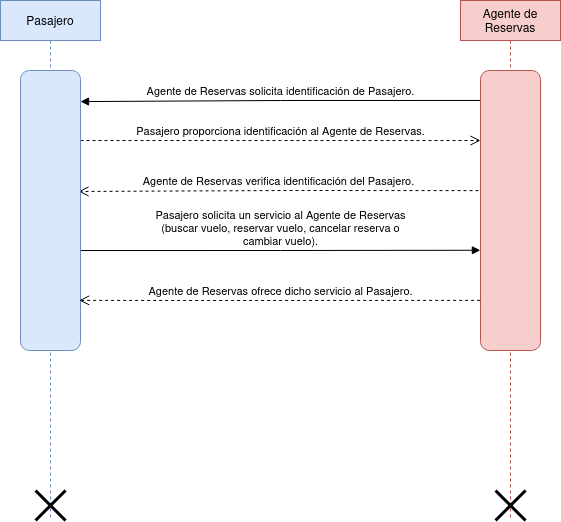 Pasajero
Agente de
Reservas
Agente de Reservas solicita identificación de Pasajero.
Pasajero proporciona identificación al Agente de Reservas.
Agente de Reservas verifica identificación del Pasajero.
Pasajero solicita un servicio al Agente de Reservas
(buscar vuelo, reservar vuelo, cancelar reserva o
cambiar vuelo).
Agente de Reservas ofrece dicho servicio al Pasajero.